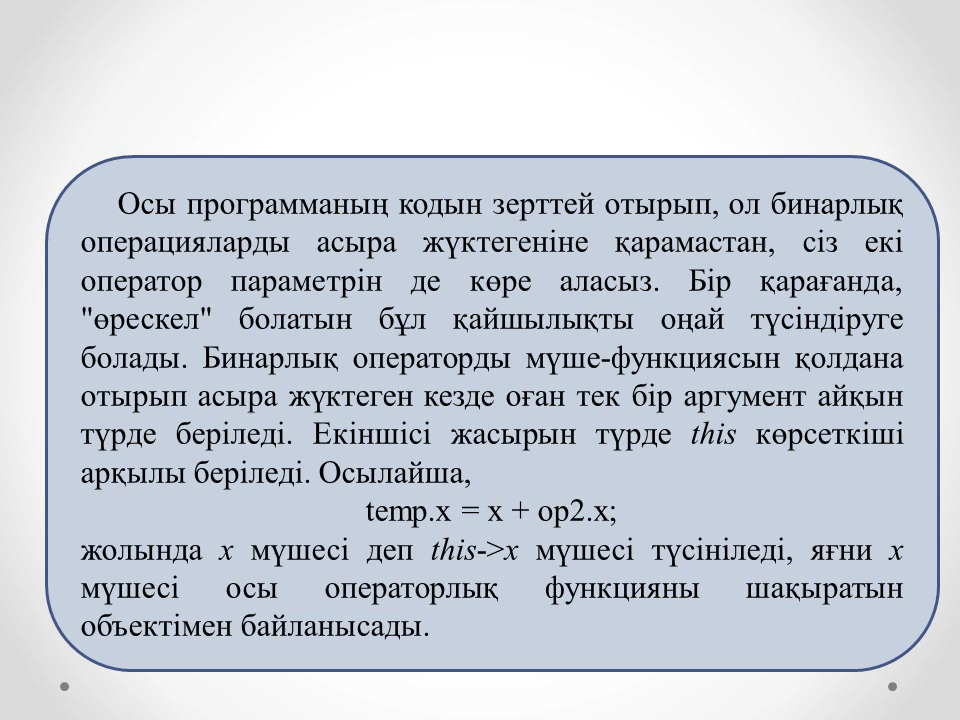 Осы программаның кодын зерттей отырып, ол бинарлық
операцияларды асыра жүктегеніне қарамастан, сіз екі
оператор параметрін де көре аласыз. Бір қарағанда,
"өрескел" болатын бұл қайшылықты оңай түсіндіруге
болады. Бинарлық операторды мүше-функциясын қолдана
отырып асыра жүктеген кезде оған тек бір аргумент айқын
түрде беріледі. Екіншісі жасырын түрде this көрсеткіші
арқылы беріледі. Осылайша,
temp.x = x + op2.x;
жолында x мүшесі деп this->x мүшесі түсініледі, яғни x
мүшесі осы операторлық функцияны шақыратын
объектімен байланысады.